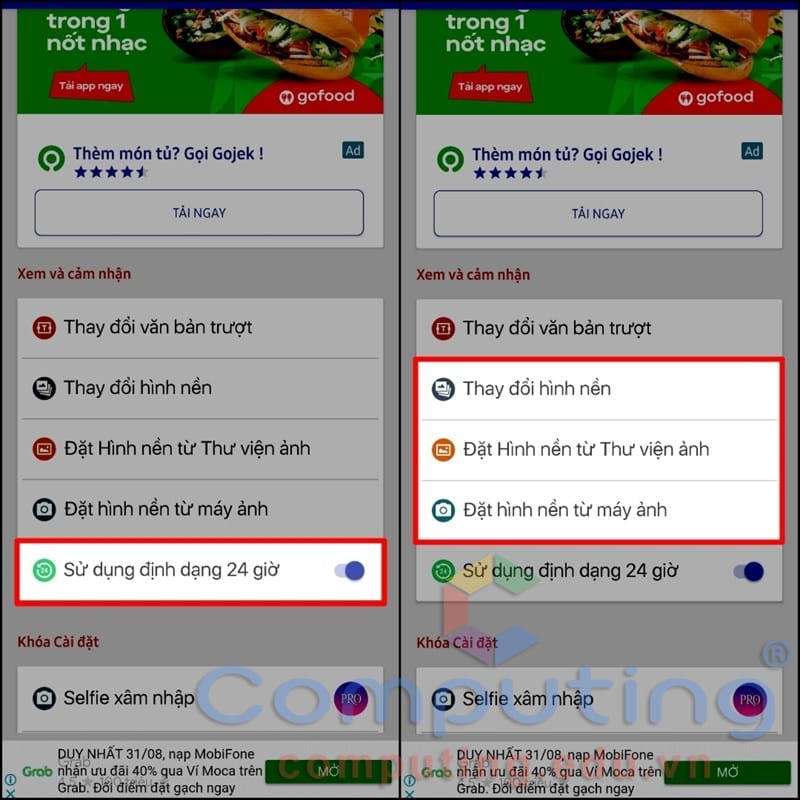 trong 1
nốt nhạc
Tải app ngay
gofood
Thèm món tủ? Gọi Gojek !
Ad
TẢI NGAY
Xem và cảm nhận
Thay đổi văn bản trượt
Thay đổi hình nền
Đặt Hình nền từ Thư viện ảnh
Đặt hình nền từ máy ảnh
24
Sử dụng định dạng 24 giờ
Khóa Cài đặt
Selfie xâm nhập
PRO
Grab
DUY NHẤT 31/08, nạp MobiFone
nhận ưu đãi 40% qua Ví Moca trên
Grab. Đổi điểm đặt gạch ngay
MỞ
trong 1
nốt nhạc
Tải app ngay
gofood
Thèm món tủ? Gọi Gojek !
Ad
TẢI NGAY
Xem và cảm nhận
Thay đổi văn bản trượt
Thay đổi hình nền
Đặt Hình nền từ Thư viện ảnh
Đặt hình nền từ máy ảnh
24
Sử dụng định dạng 24 giờ
Khóa Cài đặt
Selfie xâm nhập
PRO
Grab
DUY NHẤT 31/08, nạp MobiFone
nhận ưu đãi 40% qua Ví Moca trên
Grab. Đổi điểm đặt gạch ngay
MỞ
Computing®
computing.edu.vn